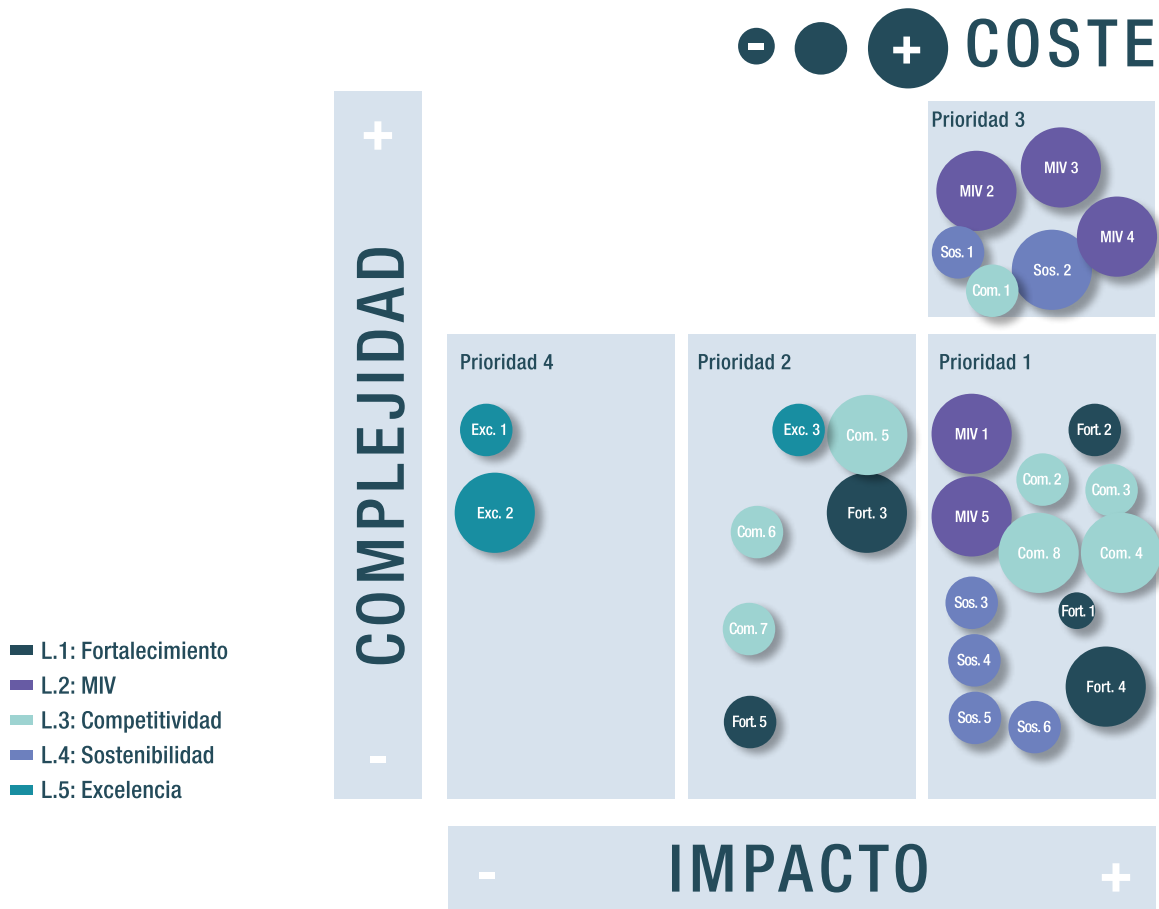 - + COSTE
+
COMPLEJIDAD
-
Prioridad 3
MIV 3
MIV 2
MIV 4
Sos. 1
Sos. 2
Com. 1
Prioridad 4
Exc. 1
Exc. 2
Prioridad 2
Exc. 3
Com. 5
Fort. 3
Com. 6
Com. 7
Fort. 5
Prioridad 1
MIV 1
Fort. 2
Com. 2
Com. 3
MIV 5
Com. 8
Com. 4
Sos. 3
Fort. 1
Sos. 4
Fort. 4
Sos. 5
Sos. 6
L.1: Fortalecimiento
L.2: MIV
L.3: Competitividad
L.4: Sostenibilidad
L.5: Excelencia
- IMPACTO +